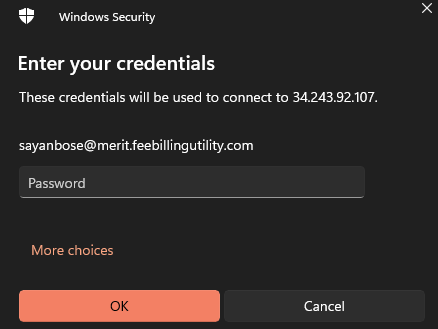 Windows Security
Enter your credentials
These credentials will be used to connect to 34.243.92.107.
sayanbose@merit.feebillingutility.com
Password
More choices
OK
Cancel